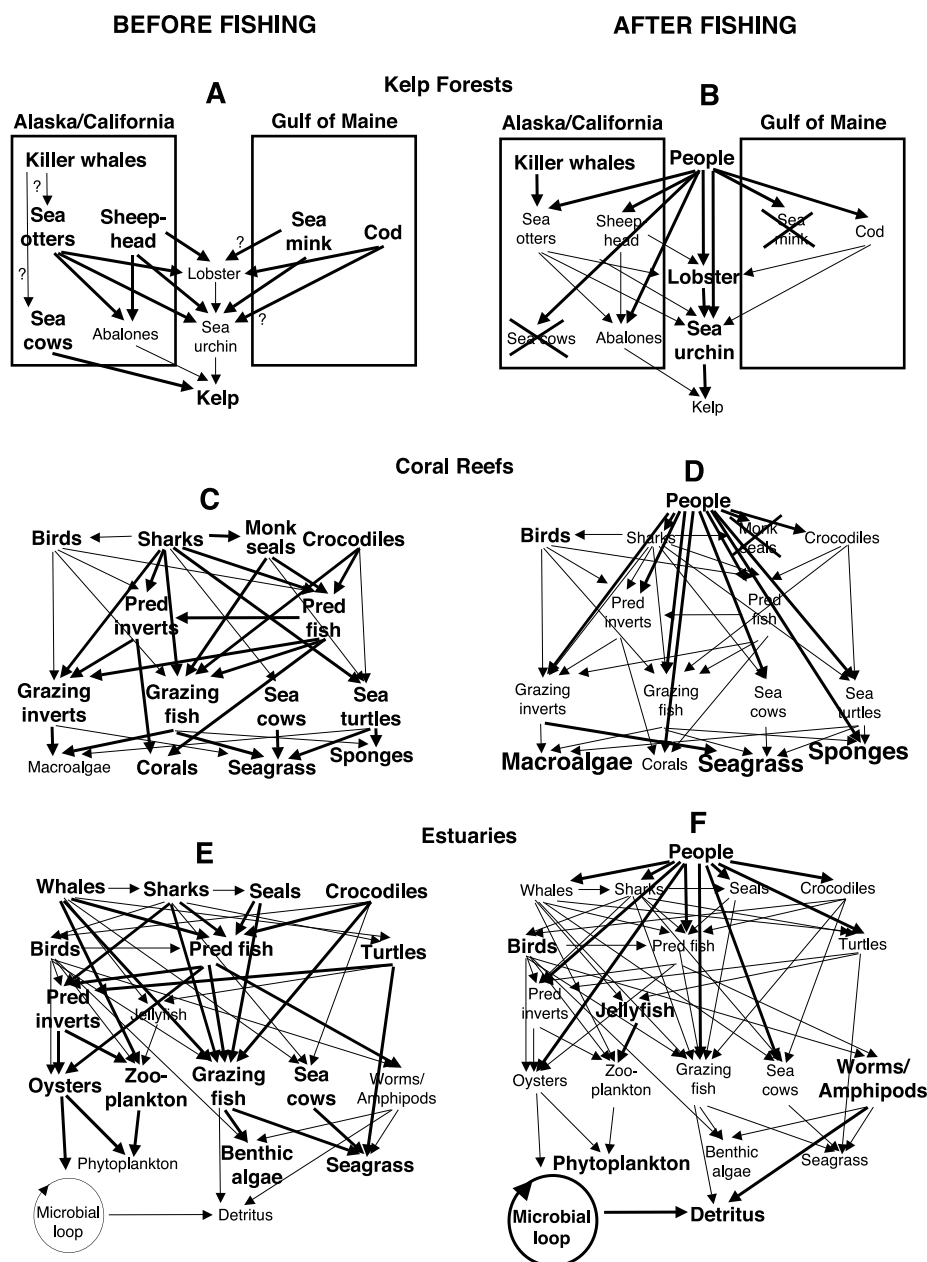 BEFORE FISHING
AFTER FISHING
Kelp Forests
A
B
Alaska/California
Gulf of Maine
Killer whales
?
Sea
otters
Sheep-
head
Sea
mink
Cod
?
Lobster
?
?
Sea
cows
Abalones
Sea
urchin
Kelp
Alaska/California
Gulf of Maine
Killer whales
People
Sea
otters
Sheep
head
Sea
mink
Cod
Lobster
Sea cows
Abalones
Sea
urchin
Kelp
Coral Reefs
C
D
Birds
Sharks
Monk
seals
Crocodiles
Pred
inverts
Pred
fish
Grazing
inverts
Grazing
fish
Sea
cows
Sea
turtles
Macroalgae
Corals
Seagrass
Sponges
People
Birds
Sharks
Monk
seals
Crocodiles
Pred
inverts
Pred
fish
Grazing
inverts
Grazing
fish
Sea
cows
Sea
turtles
Macroalgae
Corals
Seagrass
Sponges
Estuaries
E
F
Whales
Sharks
Seals
Crocodiles
Birds
Pred fish
Turtles
Pred
inverts
Jellyfish
Oysters
Zoo-
plankton
Grazing
fish
Sea
cows
Worms/
Amphipods
Phytoplankton
Benthic
algae
Seagrass
Microbial
loop
Detritus
People
Whales
Sharks
Seals
Crocodiles
Birds
Pred fish
Turtles
Pred
inverts
Jellyfish
Oysters
Zoo-
plankton
Grazing
fish
Sea
cows
Worms/
Amphipods
Phytoplankton
Benthic
algae
Seagrass
Microbial
loop
Detritus